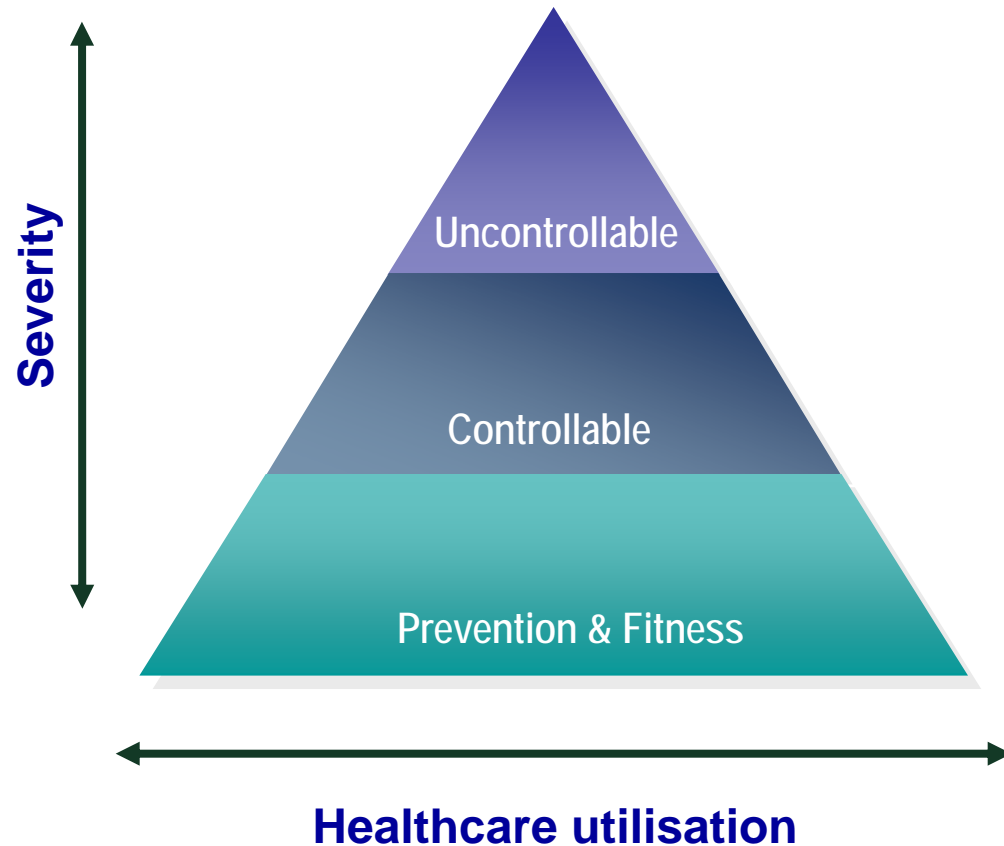 Severity
Uncontrollable
Controllable
Prevention & Fitness
Healthcare utilisation